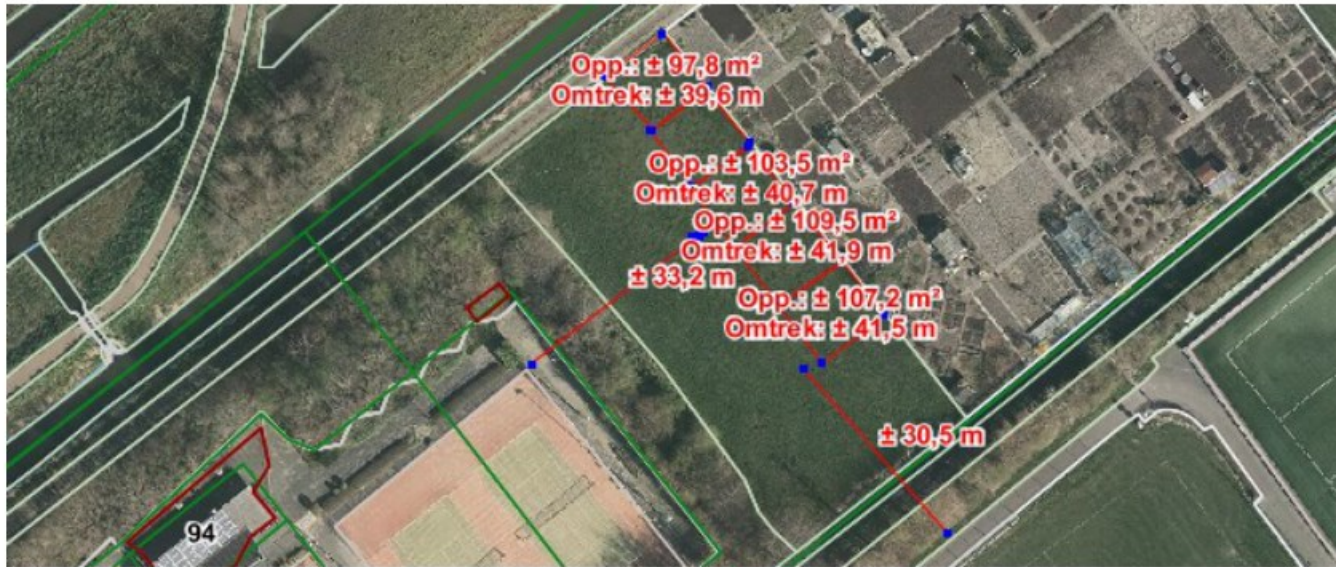 Opp.: ± 97,8 m²
Omtrek: ± 39,6 m
Opp.: ± 103,5 m²
Omtrek: ± 40,7 m
Opp.: ± 109,5 m²
Omtrek: ± 41,9 m
± 33,2 m
Opp.: ± 107,2 m²
Omtrek: ± 41,5 m
± 30,5 m
94